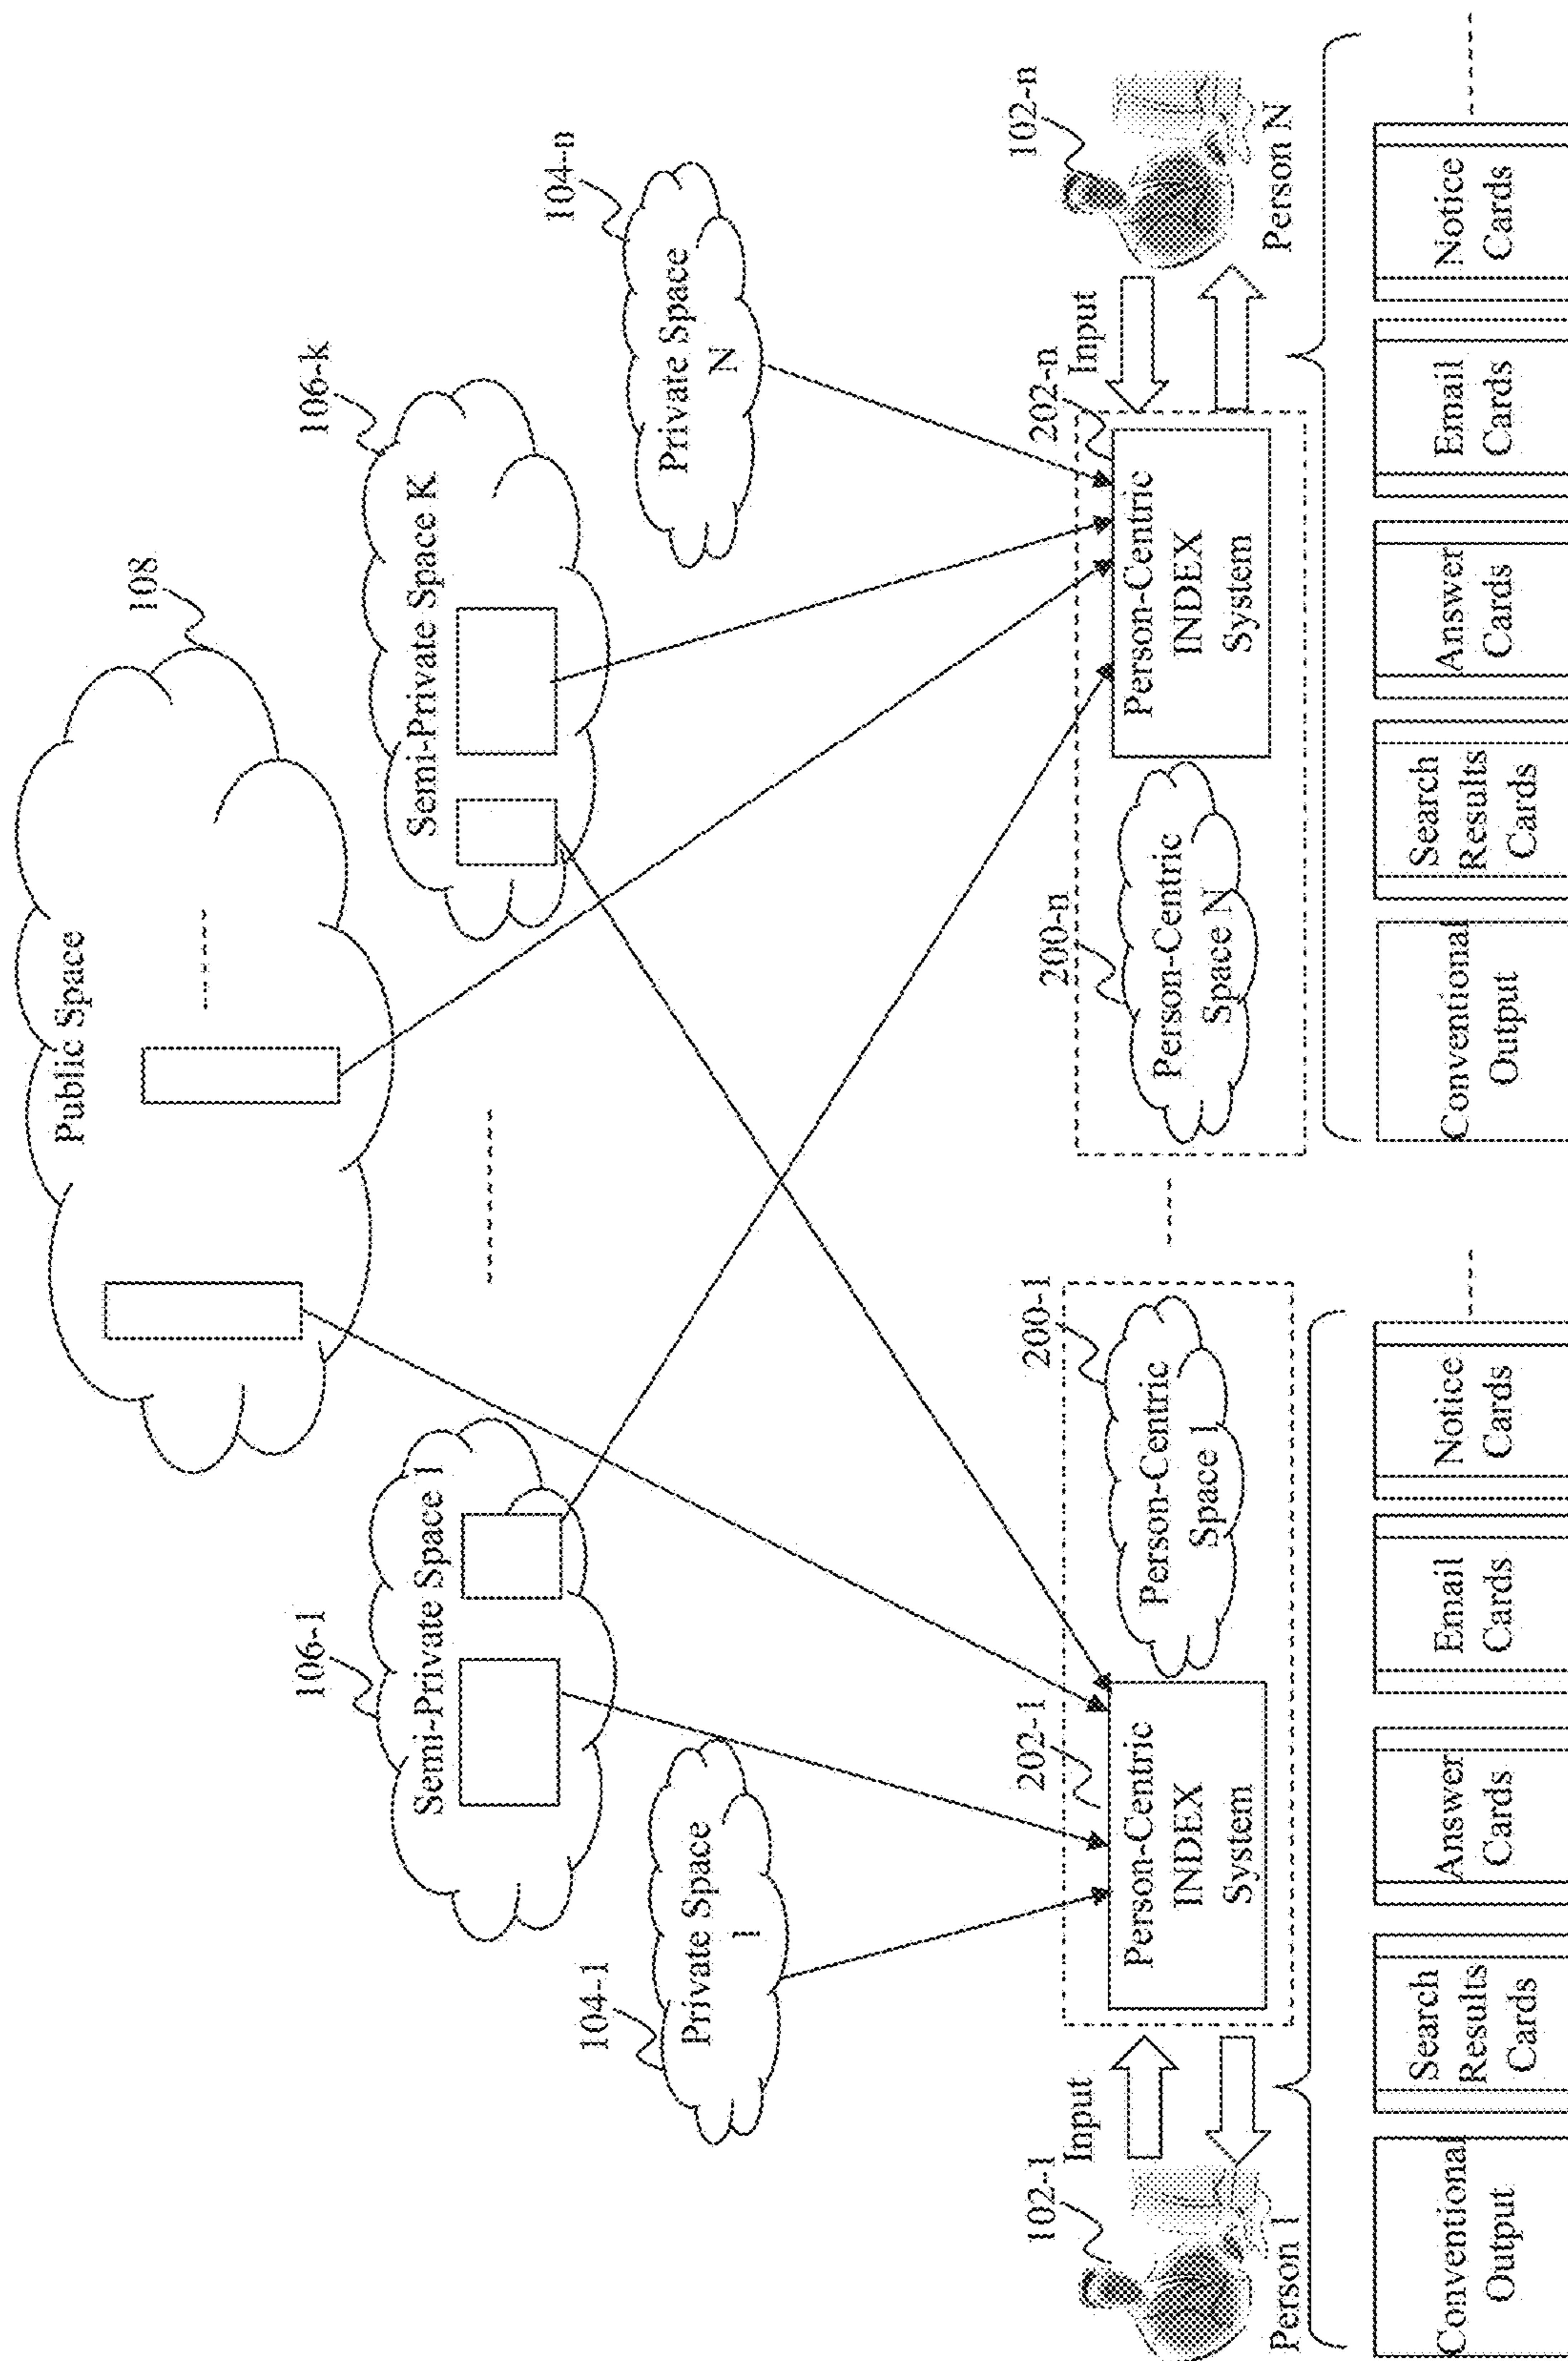 Public Space
108
Semi-Private Space 1
106-1
Semi-Private Space K
106-k
Private Space
1
104-1
Private Space
N
104-n
102-1
Input
Person 1
202-1
Person-Centric
INDEX
System
200-1
Person-Centric
Space 1
200-n
Person-Centric
Space N
202-n
Person-Centric
INDEX
System
Input
102-n
Person N
Conventional
Output
Search
Results
Cards
Answer
Cards
Email
Cards
Notice
Cards
Conventional
Output
Search
Results
Cards
Answer
Cards
Email
Cards
Notice
Cards